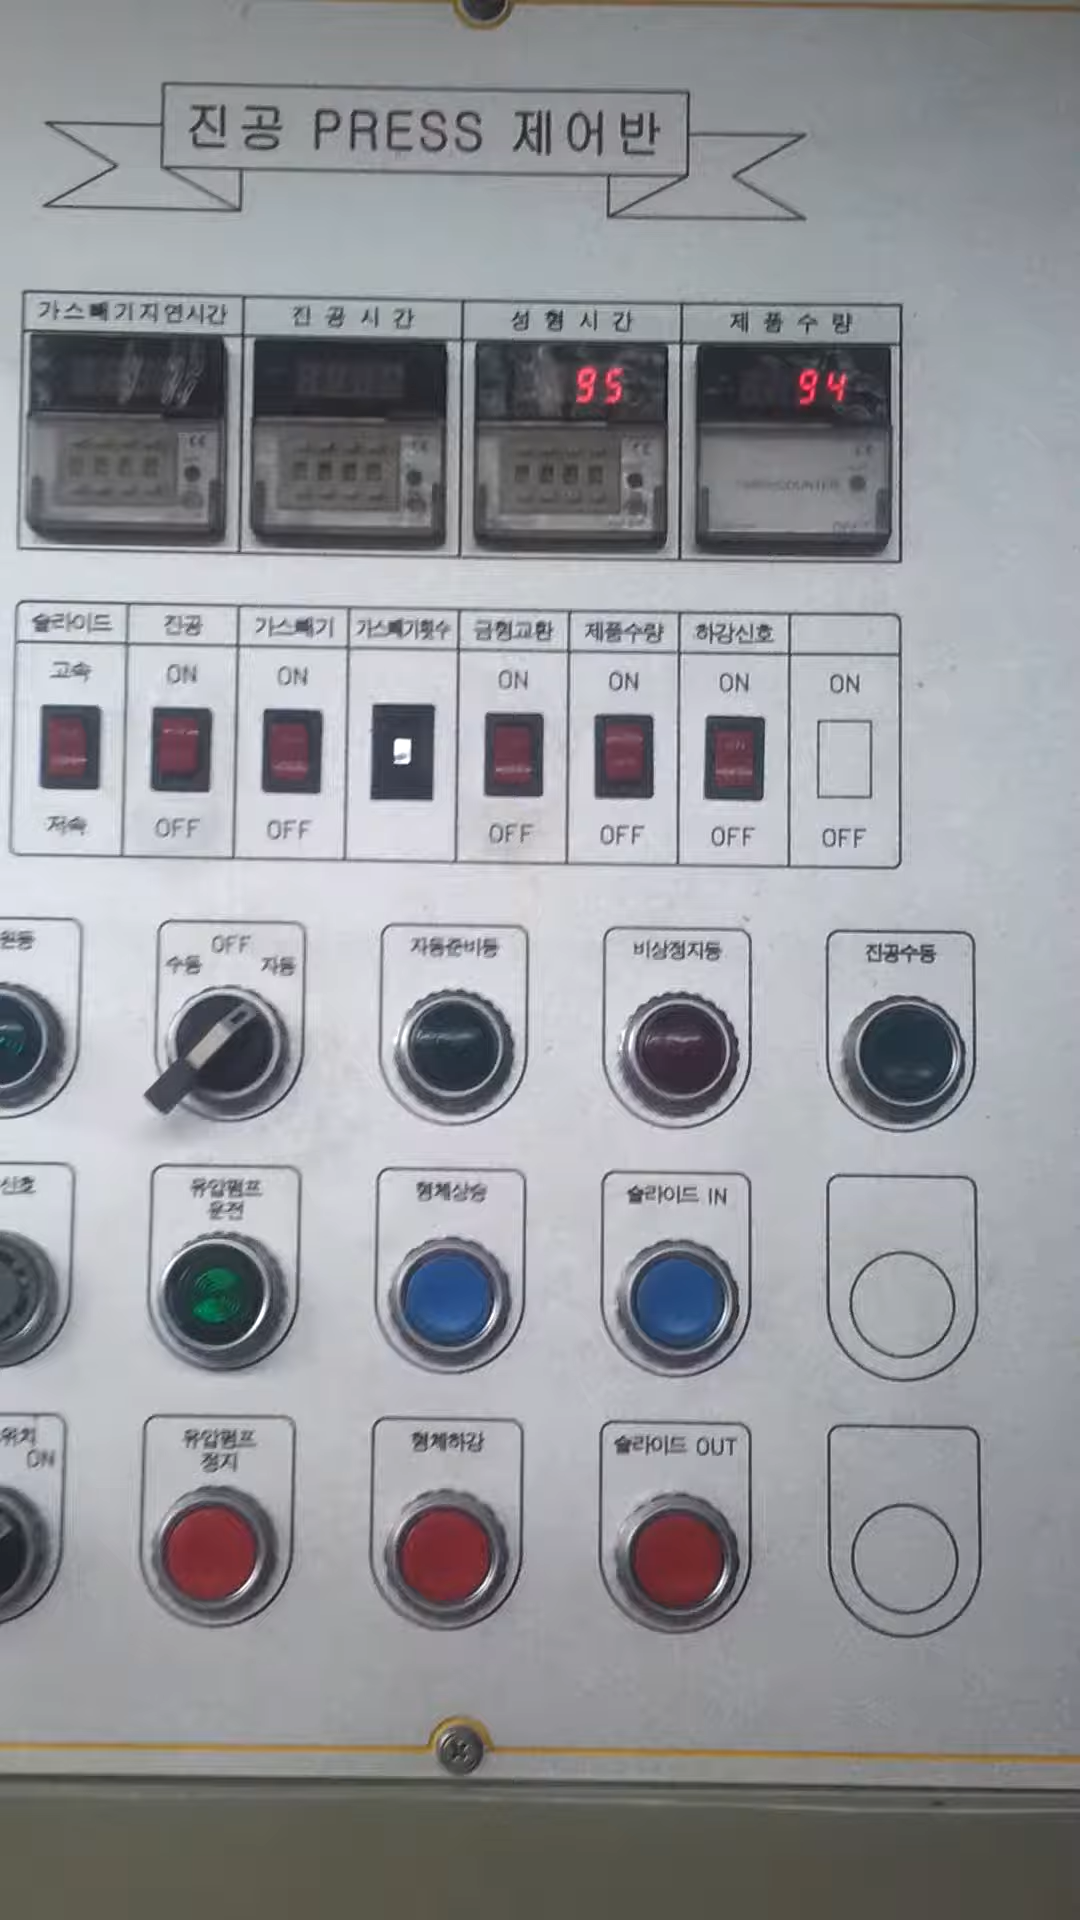 진공 PRESS 제어반
가스빼기지연시간 진공시간 성형시간 제품수량
95 94
슬라이드 진공 가스빼기 가스빼기횟수 금형교환 제품수량 하강신호
고속 ON ON ON ON ON ON
저속 OFF OFF OFF OFF OFF OFF
원등 OFF 자동준비등 비상정지등 진공수동
수동 자동
신호 유압펌프 형체상승 슬라이드 IN
운전
위치 유압펌프 형체하강 슬라이드 OUT
ON 정지